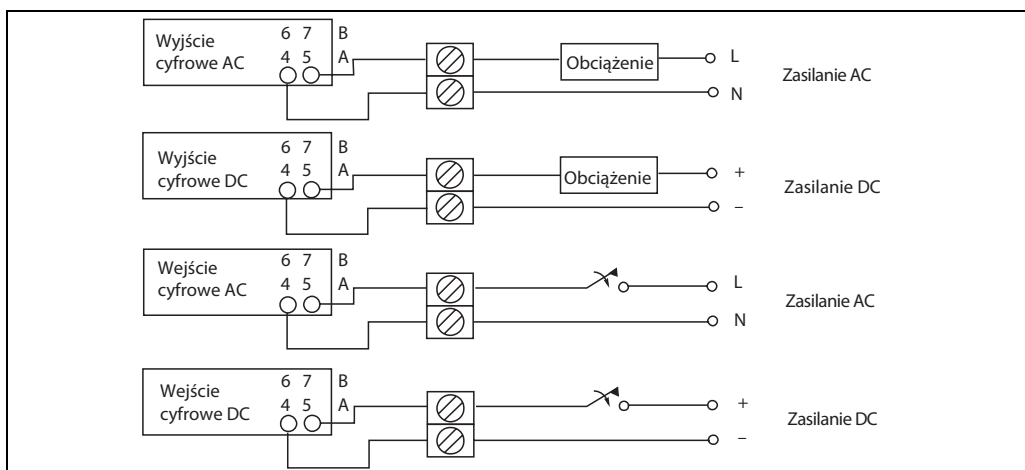 Wyjście
cyfrowe AC
6 7 B
4 5 A
Obciążenie
L
N
Zasilanie AC
Wyjście
cyfrowe DC
6 7 B
4 5 A
Obciążenie
+
–
Zasilanie DC
Wejście
cyfrowe AC
6 7 B
4 5 A
L
N
Zasilanie AC
Wejście
cyfrowe DC
6 7 B
4 5 A
+
–
Zasilanie DC